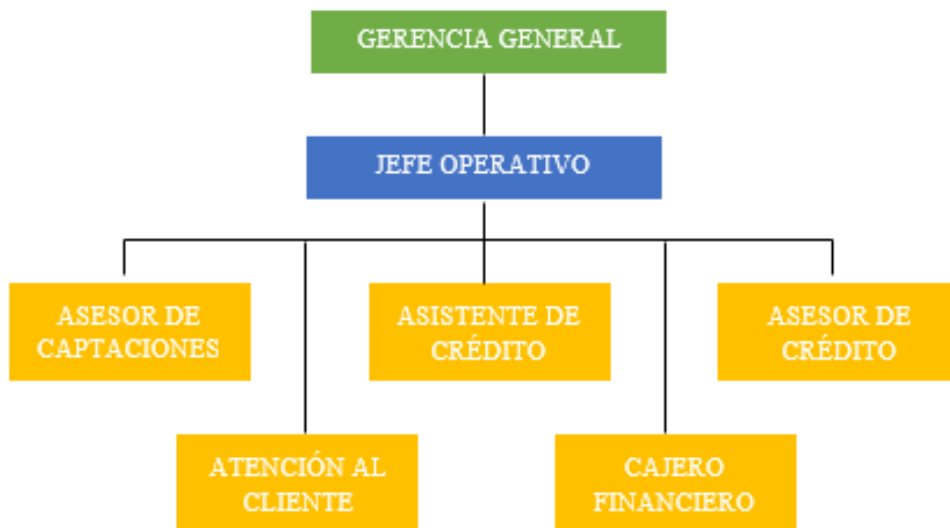 GERENCIA GENERAL
JEFE OPERATIVO
ASESOR DE
CAPTACIONES
ASISTENTE DE
CRÉDITO
ASESOR DE
CRÉDITO
ATENCIÓN AL
CLIENTE
CAJERO
FINANCIERO